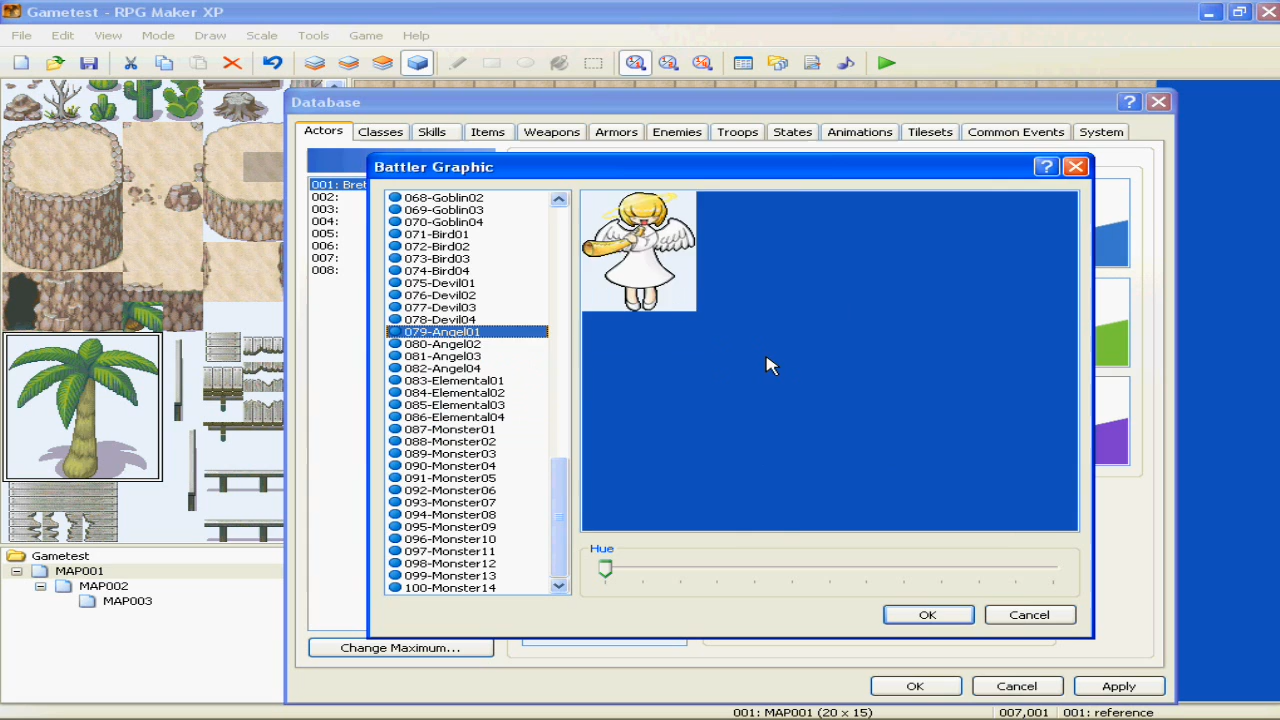 Gametest - RPG Maker XP
File Edit View Mode Draw Scale Tools Game Help
Database
Actors Classes Skills Items Weapons Armors Enemies Troops States Animations Tilesets Common Events System
Battler Graphic
001: Bret
002:
003:
004:
005:
006:
007:
008:
068-Goblin02
069-Goblin03
070-Goblin04
071-Bird01
072-Bird02
073-Bird03
074-Bird04
075-Devil01
076-Devil02
077-Devil03
078-Devil04
079-Angel01
080-Angel02
081-Angel03
082-Angel04
083-Elemental01
084-Elemental02
085-Elemental03
086-Elemental04
087-Monster01
088-Monster02
089-Monster03
090-Monster04
091-Monster05
092-Monster06
093-Monster07
094-Monster08
095-Monster09
096-Monster10
097-Monster11
098-Monster12
099-Monster13
100-Monster14
Hue
OK Cancel
Gametest
MAP001
MAP002
MAP003
Change Maximum...
OK Cancel Apply
001: MAP001 (20 x 15) 007,001 001: reference